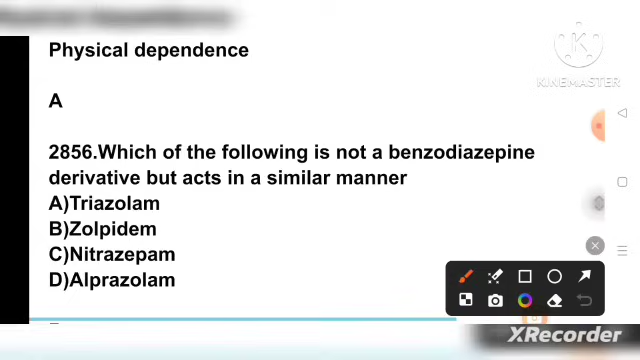 Physical dependence
KINEMASTER
A
2856.Which of the following is not a benzodiazepine
derivative but acts in a similar manner
A)Triazolam
B)Zolpidem
C)Nitrazepam
D)Alprazolam
XRecorder